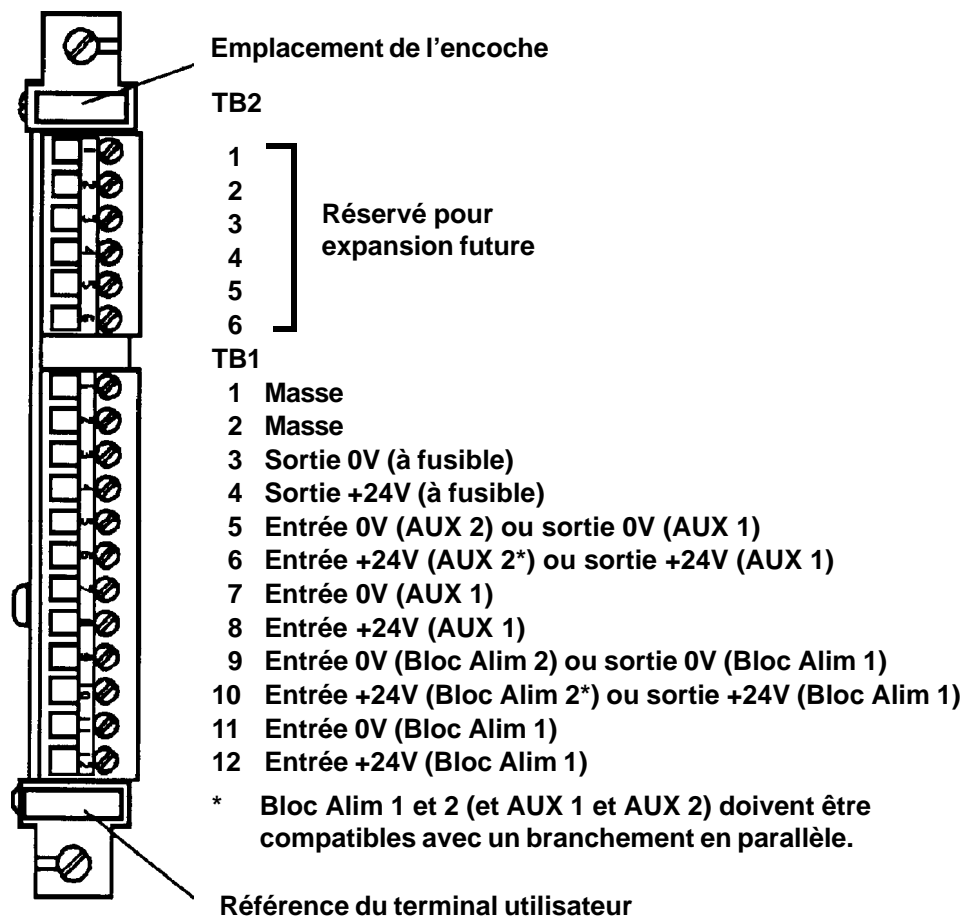 Emplacement de l'encoche
TB2
1
2
3
4
5
6
Réservé pour
expansion future
TB1
1 Masse
2 Masse
3 Sortie 0V (à fusible)
4 Sortie +24V (à fusible)
5 Entrée 0V (AUX 2) ou sortie 0V (AUX 1)
6 Entrée +24V (AUX 2*) ou sortie +24V (AUX 1)
7 Entrée 0V (AUX 1)
8 Entrée +24V (AUX 1)
9 Entrée 0V (Bloc Alim 2) ou sortie 0V (Bloc Alim 1)
10 Entrée +24V (Bloc Alim 2*) ou sortie +24V (Bloc Alim 1)
11 Entrée 0V (Bloc Alim 1)
12 Entrée +24V (Bloc Alim 1)
* Bloc Alim 1 et 2 (et AUX 1 et AUX 2) doivent être
compatibles avec un branchement en parallèle.
Référence du terminal utilisateur